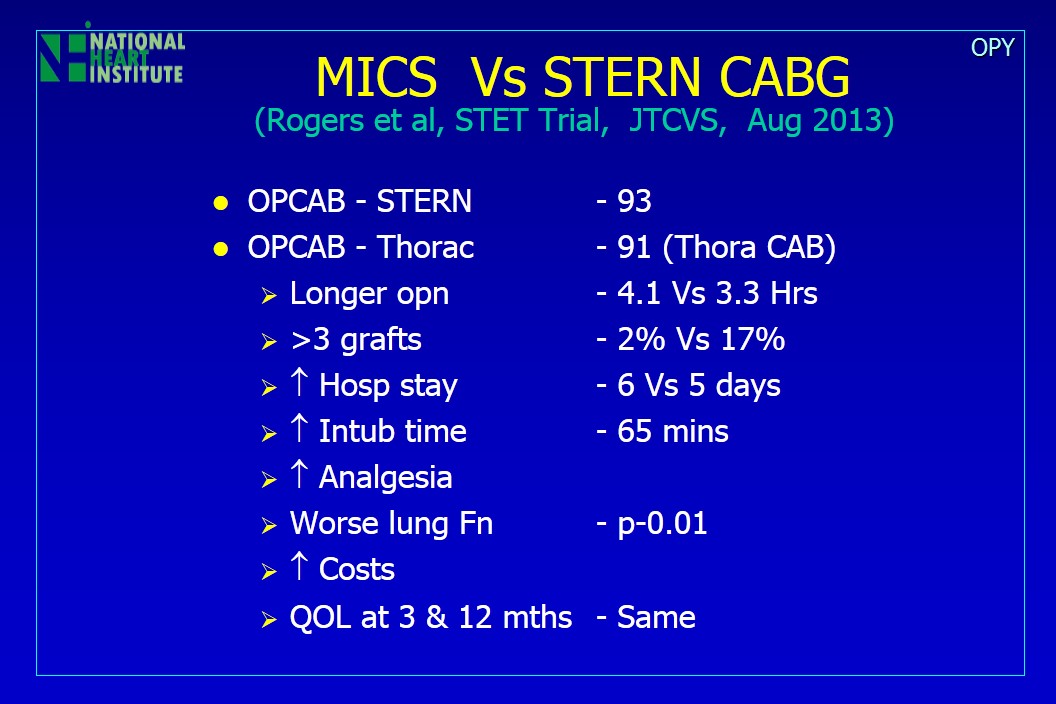 NATIONAL
HEART
INSTITUTE
OPY
MICS Vs STERN CABG
(Rogers et al, STET Trial, JTCVS, Aug 2013)
● OPCAB - STERN - 93
● OPCAB - Thorac - 91 (Thora CAB)
➢ Longer opn - 4.1 Vs 3.3 Hrs
➢ >3 grafts - 2% Vs 17%
➢ ↑ Hosp stay - 6 Vs 5 days
➢ ↑ Intub time - 65 mins
➢ ↑ Analgesia
➢ Worse lung Fn - p-0.01
➢ ↑ Costs
➢ QOL at 3 & 12 mths - Same